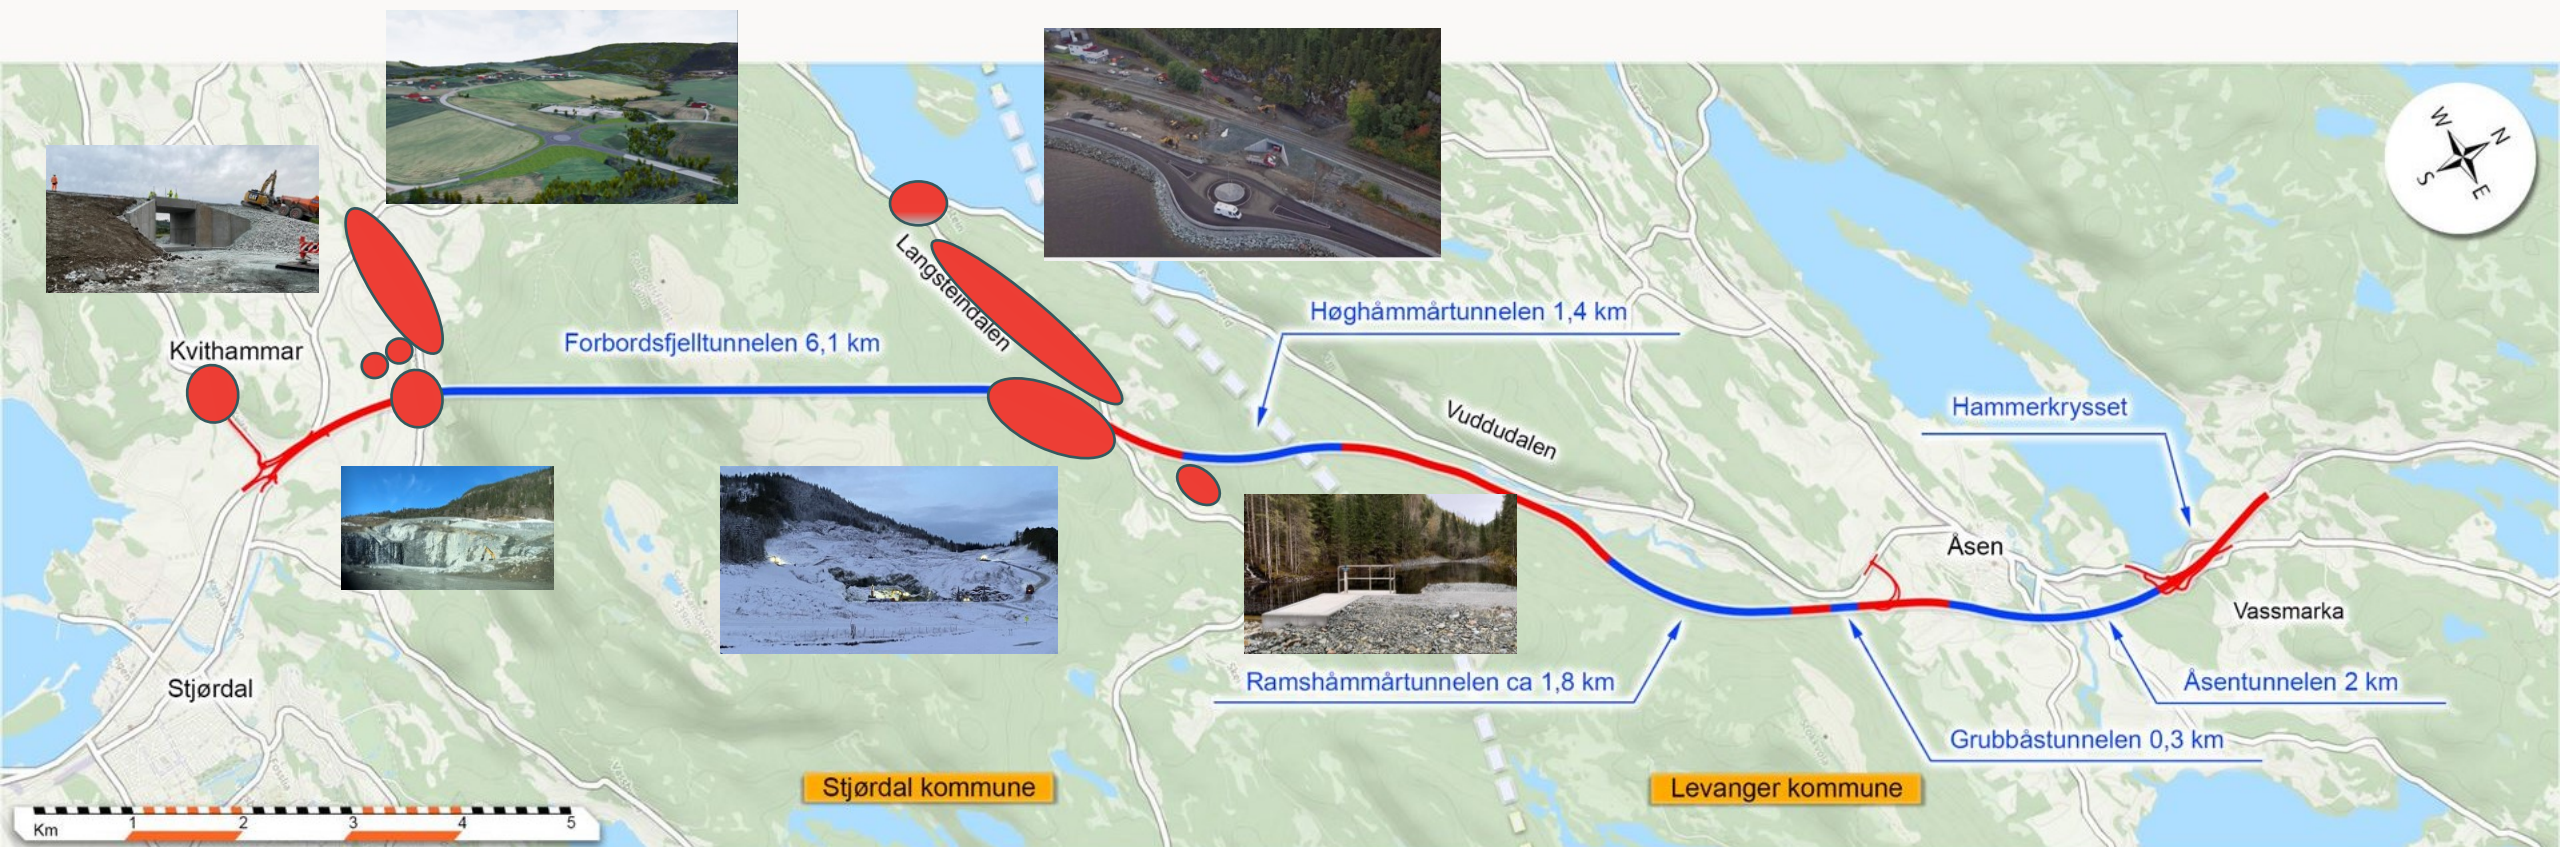 W
N
S
E
Langsteindalen
Høghåmmårtunnelen 1,4 km
Kvithammar
Forbordsfjelltunnelen 6,1 km
Vuddudalen
Hammerkrysset
Åsen
Vassmarka
Stjørdal
Ramshåmmårtunnelen ca 1,8 km
Åsentunnelen 2 km
Grubbåstunnelen 0,3 km
Stjørdal kommune
Levanger kommune
Km 1 2 3 4 5